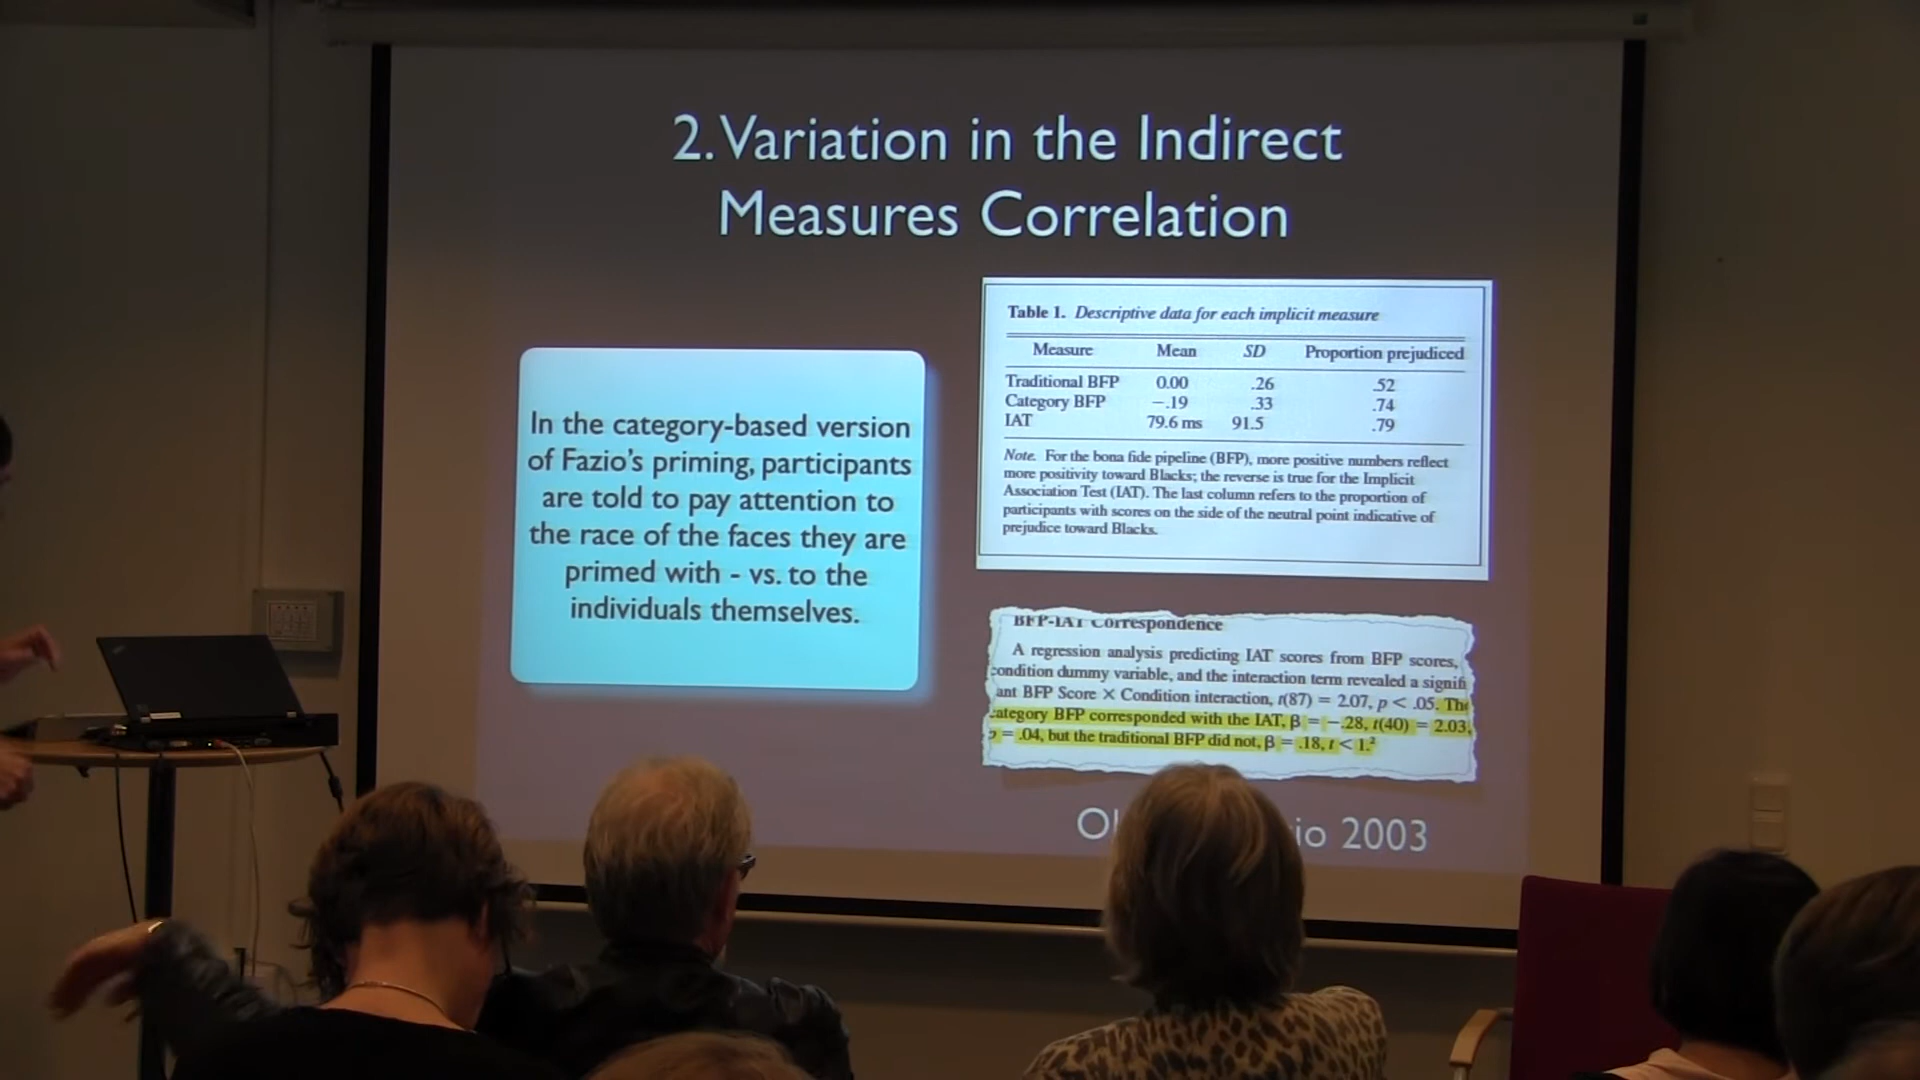 2. Variation in the Indirect
Measures Correlation
In the category-based version
of Fazio's priming, participants
are told to pay attention to
the race of the faces they are
primed with - vs. to the
individuals themselves.
Table 1. Descriptive data for each implicit measure
Measure Mean SD Proportion prejudiced
Traditional BFP 0.00 .26 .52
Category BFP −.19 .33 .74
IAT 79.6 ms 91.5 .79
Note. For the bona fide pipeline (BFP), more positive numbers reflect
more positivity toward Blacks; the reverse is true for the Implicit
Association Test (IAT). The last column refers to the proportion of
participants with scores on the side of the neutral point indicative of
prejudice toward Blacks.
BFP-IAT Correspondence
A regression analysis predicting IAT scores from BFP scores,
condition dummy variable, and the interaction term revealed a signifi
ant BFP Score × Condition interaction, t(87) = 2.07, p < .05. The
category BFP corresponded with the IAT, β = −.28, t(40) = 2.03,
p = .04, but the traditional BFP did not, β = .18, t < 1.²
2003